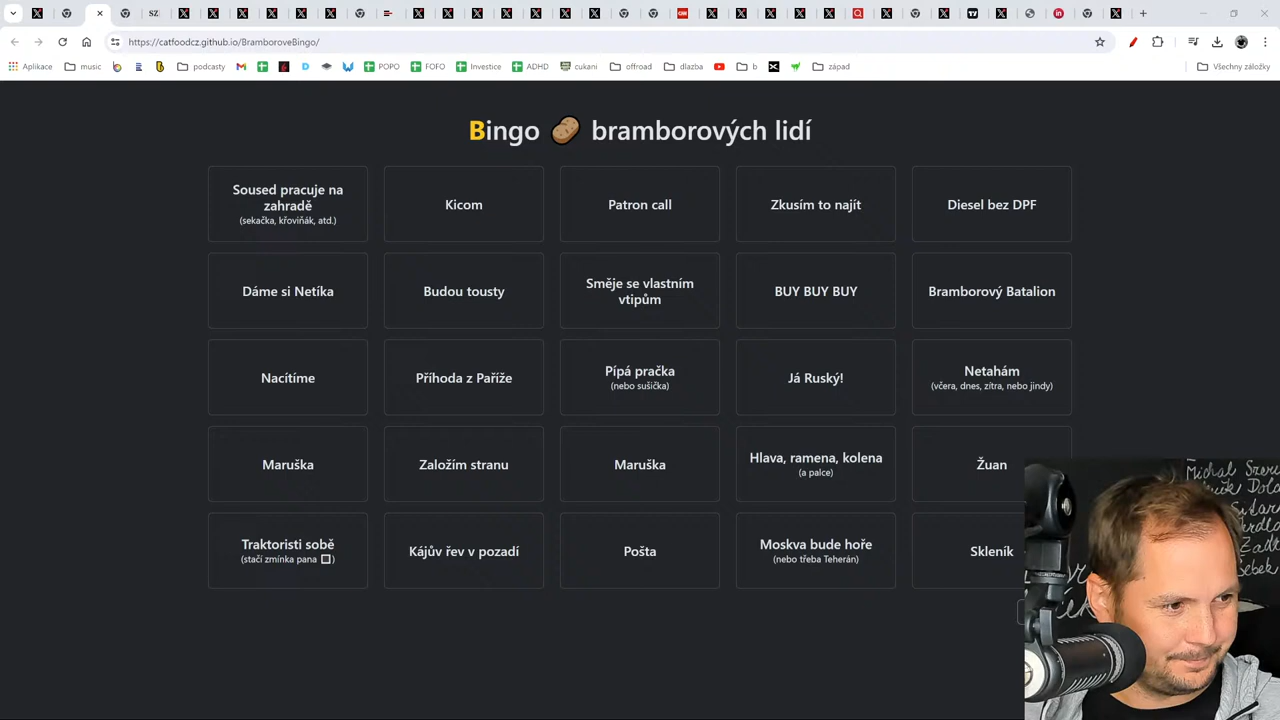 https://catfoodcz.github.io/BramboroveBingo/
Aplikace
music
podcasty
POPO
FOFO
Investice
ADHD
cukani
offroad
dlazba
b
západ
Všechny záložky
Bingo bramborových lidí
Soused pracuje na
zahradě
(sekačka, křoviňák, atd.)
Kicom
Patron call
Zkusím to najít
Diesel bez DPF
Dáme si Netíka
Budou tousty
Směje se vlastním
vtipům
BUY BUY BUY
Bramborový Batalion
Nacítíme
Příhoda z Paříže
Pípá pračka
(nebo sušička)
Já Ruský!
Netahám
(včera, dnes, zítra, nebo jindy)
Maruška
Založím stranu
Maruška
Hlava, ramena, kolena
(a palce)
Žuan
Traktoristi sobě
(stačí zmínka pana □)
Kájův řev v pozadí
Pošta
Moskva bude hoře
(nebo třeba Teherán)
Skleník
Michal